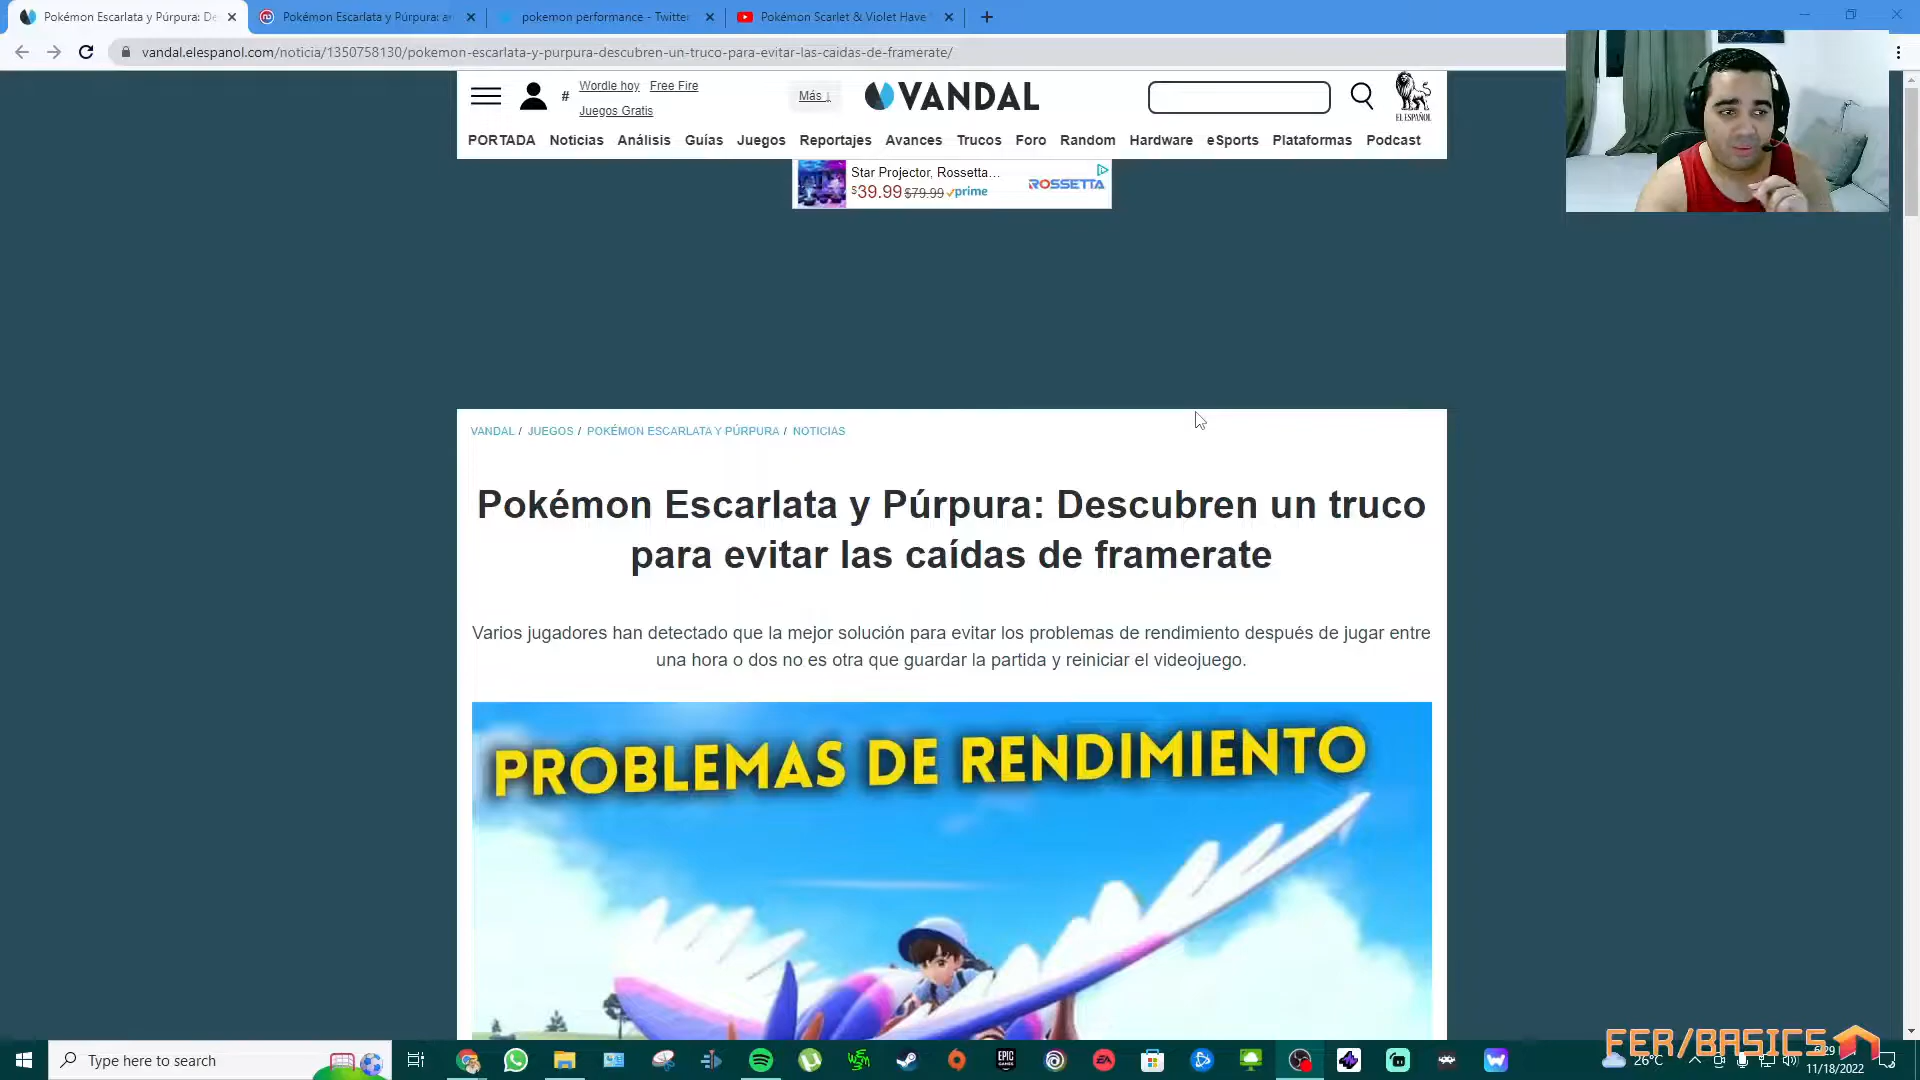 Pokémon Escarlata y Púrpura: De
Pokémon Escarlata y Púrpura: a
pokemon performance - Twitter
Pokémon Scarlet & Violet Have
vandal.elespanol.com/noticia/1350758130/pokemon-escarlata-y-purpura-descubren-un-truco-para-evitar-las-caidas-de-framerate/
# Wordle hoy Free Fire
Juegos Gratis
Más ↓
VANDAL
EL ESPAÑOL
PORTADA Noticias Análisis Guías Juegos Reportajes Avances Trucos Foro Random Hardware eSports Plataformas Podcast
Star Projector, Rossetta...
$39.99 $79.99 prime
ROSSETTA
VANDAL / JUEGOS / POKÉMON ESCARLATA Y PÚRPURA / NOTICIAS
Pokémon Escarlata y Púrpura: Descubren un truco
para evitar las caídas de framerate
Varios jugadores han detectado que la mejor solución para evitar los problemas de rendimiento después de jugar entre
una hora o dos no es otra que guardar la partida y reiniciar el videojuego.
PROBLEMAS DE RENDIMIENTO
Type here to search
EPIC GAMES
EA
FER/BASICS
26°C
11/18/2022